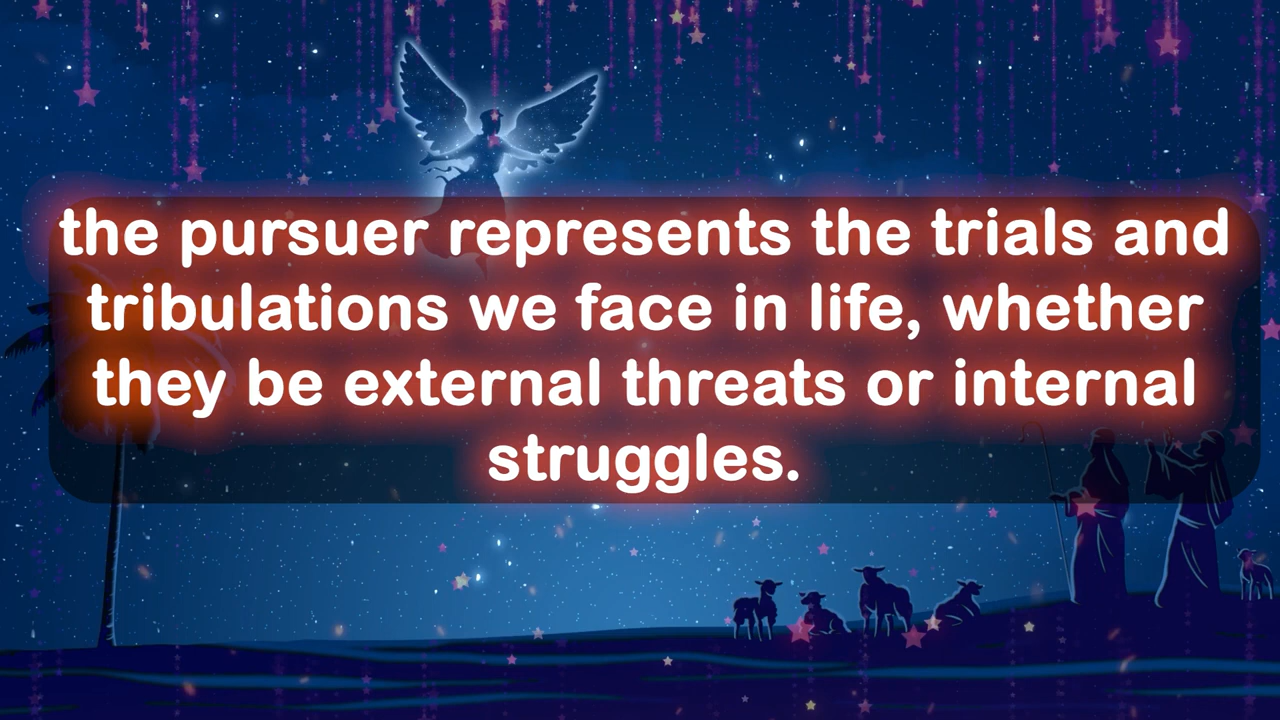 the pursuer represents the trials and
tribulations we face in life, whether
they be external threats or internal
struggles.